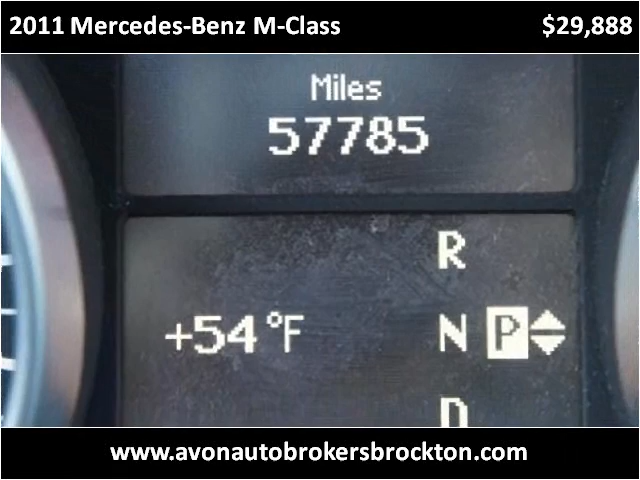 2011 Mercedes-Benz M-Class $29,888
Miles
57785
R
+54°F N P
D
www.avonautobrokersbrockton.com